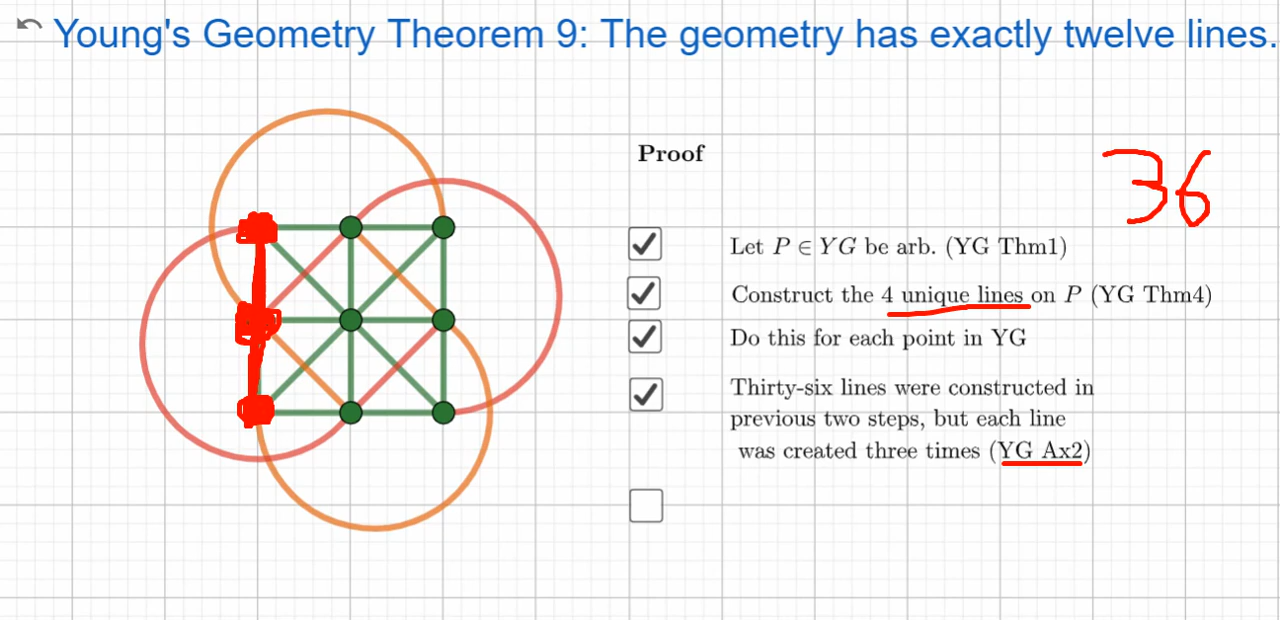 Young's Geometry Theorem 9: The geometry has exactly twelve lines.
Proof
36
Let P ∈ YG be arb. (YG Thm1)
Construct the 4 unique lines on P (YG Thm4)
Do this for each point in YG
Thirty-six lines were constructed in
previous two steps, but each line
was created three times (YG Ax2)